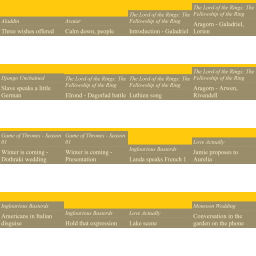 Aladdin
Three wishes offered
Avatar
Calm down, people
The Lord of the Rings: The
Fellowship of the Ring
Introduction - Galadriel
The Lord of the Rings: The
Fellowship of the Ring
Aragorn - Galadriel,
Lorien
Django Unchained
Slave speaks a little
German
The Lord of the Rings: The
Fellowship of the Ring
Elrond - Dagorlad battle
The Lord of the Rings: The
Fellowship of the Ring
Luthien song
The Lord of the Rings: The
Fellowship of the Ring
Aragorn - Arwen,
Rivendell
Game of Thrones - Season
01
Winter is coming -
Dothraki wedding
Game of Thrones - Season
01
Winter is coming -
Presentation
Inglourious Basterds
Landa speaks French 1
Love Actually
Jamie proposes to
Aurelia
Inglourious Basterds
Americans in Italian
disguise
Inglourious Basterds
Hold that expression
Love Actually
Lake scene
Monsoon Wedding
Conversation in the
garden on the phone